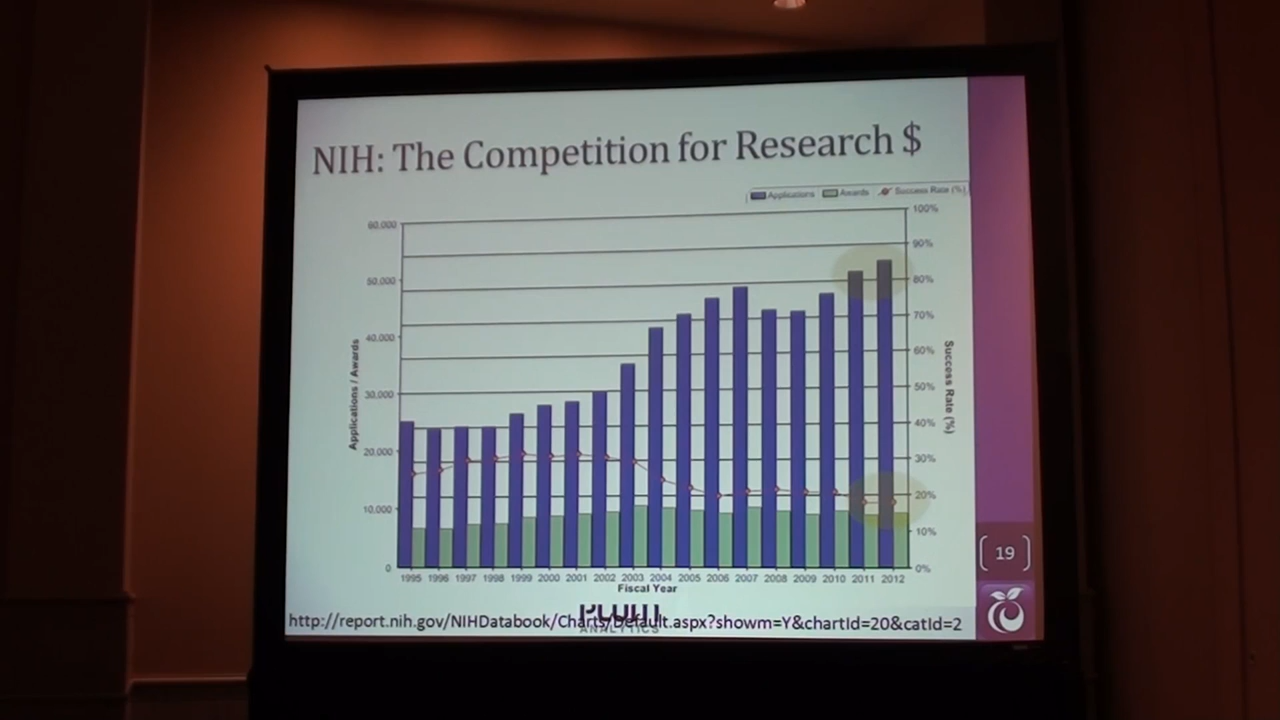 NIH: The Competition for Research $
Applications Awards Success Rate (%)
60,000
50,000
40,000
30,000
20,000
10,000
0
Applications / Awards
100%
90%
80%
70%
60%
50%
40%
30%
20%
10%
0%
Success Rate (%)
1995 1996 1997 1998 1999 2000 2001 2002 2003 2004 2005 2006 2007 2008 2009 2010 2011 2012
Fiscal Year
PLUM
ANALYTICS
http://report.nih.gov/NIHDatabook/Charts/Default.aspx?showm=Y&chartId=20&catId=2
[ 19 ]